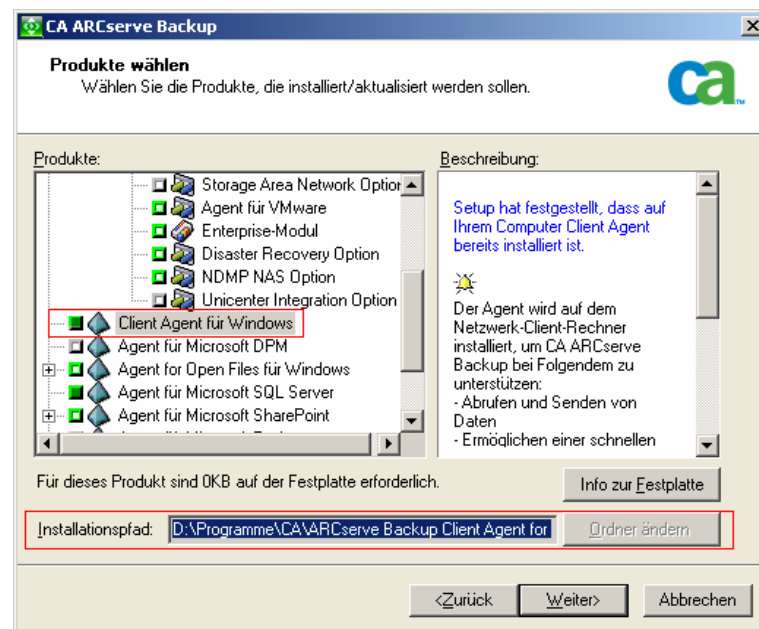 CA ARCserve Backup
Produkte wählen
Wählen Sie die Produkte, die installiert/aktualisiert werden sollen.
ca
TM
Produkte:
Storage Area Network Option
Agent für VMware
Enterprise-Modul
Disaster Recovery Option
NDMP NAS Option
Unicenter Integration Option
Client Agent für Windows
Agent für Microsoft DPM
Agent for Open Files für Windows
Agent für Microsoft SQL Server
Agent für Microsoft SharePoint
Beschreibung:
Setup hat festgestellt, dass auf
Ihrem Computer Client Agent
bereits installiert ist.
Der Agent wird auf dem
Netzwerk-Client-Rechner
installiert, um CA ARCserve
Backup bei Folgendem zu
unterstützen:
- Abrufen und Senden von
Daten
- Ermöglichen einer schnellen
Für dieses Produkt sind 0KB auf der Festplatte erforderlich.
Info zur Festplatte
Installationspfad:
D:\Programme\CA\ARCserve Backup Client Agent for
Ordner ändern
<Zurück
Weiter>
Abbrechen